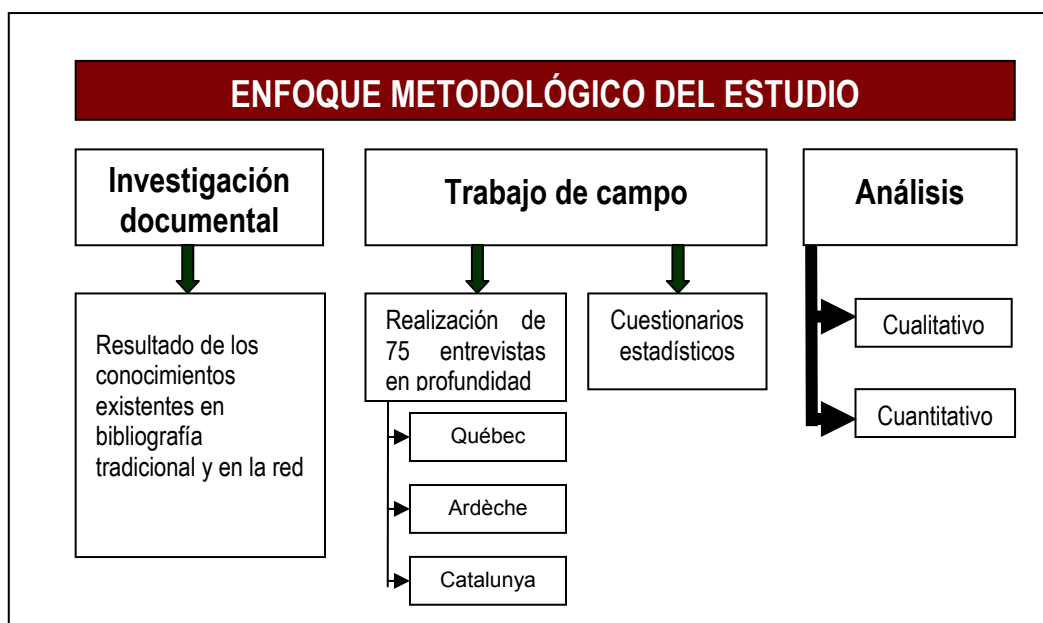 ENFOQUE METODOLÓGICO DEL ESTUDIO
Investigación
documental
Resultado de los
conocimientos
existentes en
bibliografía
tradicional y en la red
Trabajo de campo
Realización de
75 entrevistas
en profundidad
Québec
Ardèche
Catalunya
Cuestionarios
estadísticos
Análisis
Cualitativo
Cuantitativo